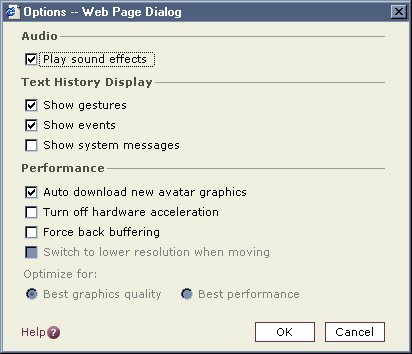 Options -- Web Page Dialog
Audio
Play sound effects
Text History Display
Show gestures
Show events
Show system messages
Performance
Auto download new avatar graphics
Turn off hardware acceleration
Force back buffering
Switch to lower resolution when moving
Optimize for:
Best graphics quality Best performance
Help ? OK Cancel